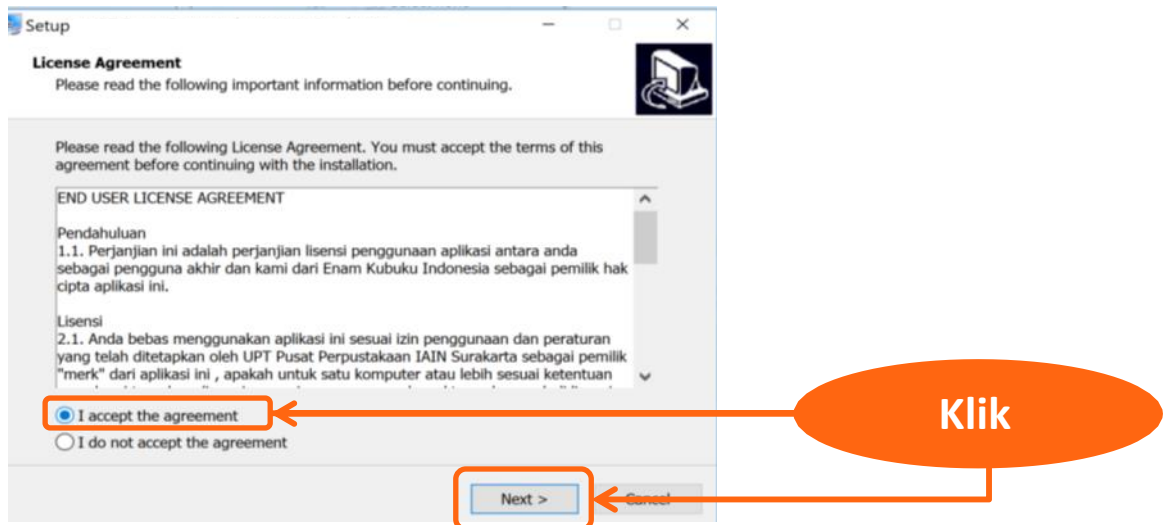 Setup
License Agreement
Please read the following important information before continuing.
Please read the following License Agreement. You must accept the terms of this
agreement before continuing with the installation.
END USER LICENSE AGREEMENT
Pendahuluan
1.1. Perjanjian ini adalah perjanjian lisensi penggunaan aplikasi antara anda
sebagai pengguna akhir dan kami dari Enam Kubuku Indonesia sebagai pemilik hak
cipta aplikasi ini.
Lisensi
2.1. Anda bebas menggunakan aplikasi ini sesuai izin penggunaan dan peraturan
yang telah ditetapkan oleh UPT Pusat Perpustakaan IAIN Surakarta sebagai pemilik
"merk" dari aplikasi ini , apakah untuk satu komputer atau lebih sesuai ketentuan
I accept the agreement
I do not accept the agreement
Klik
Next >
Cancel